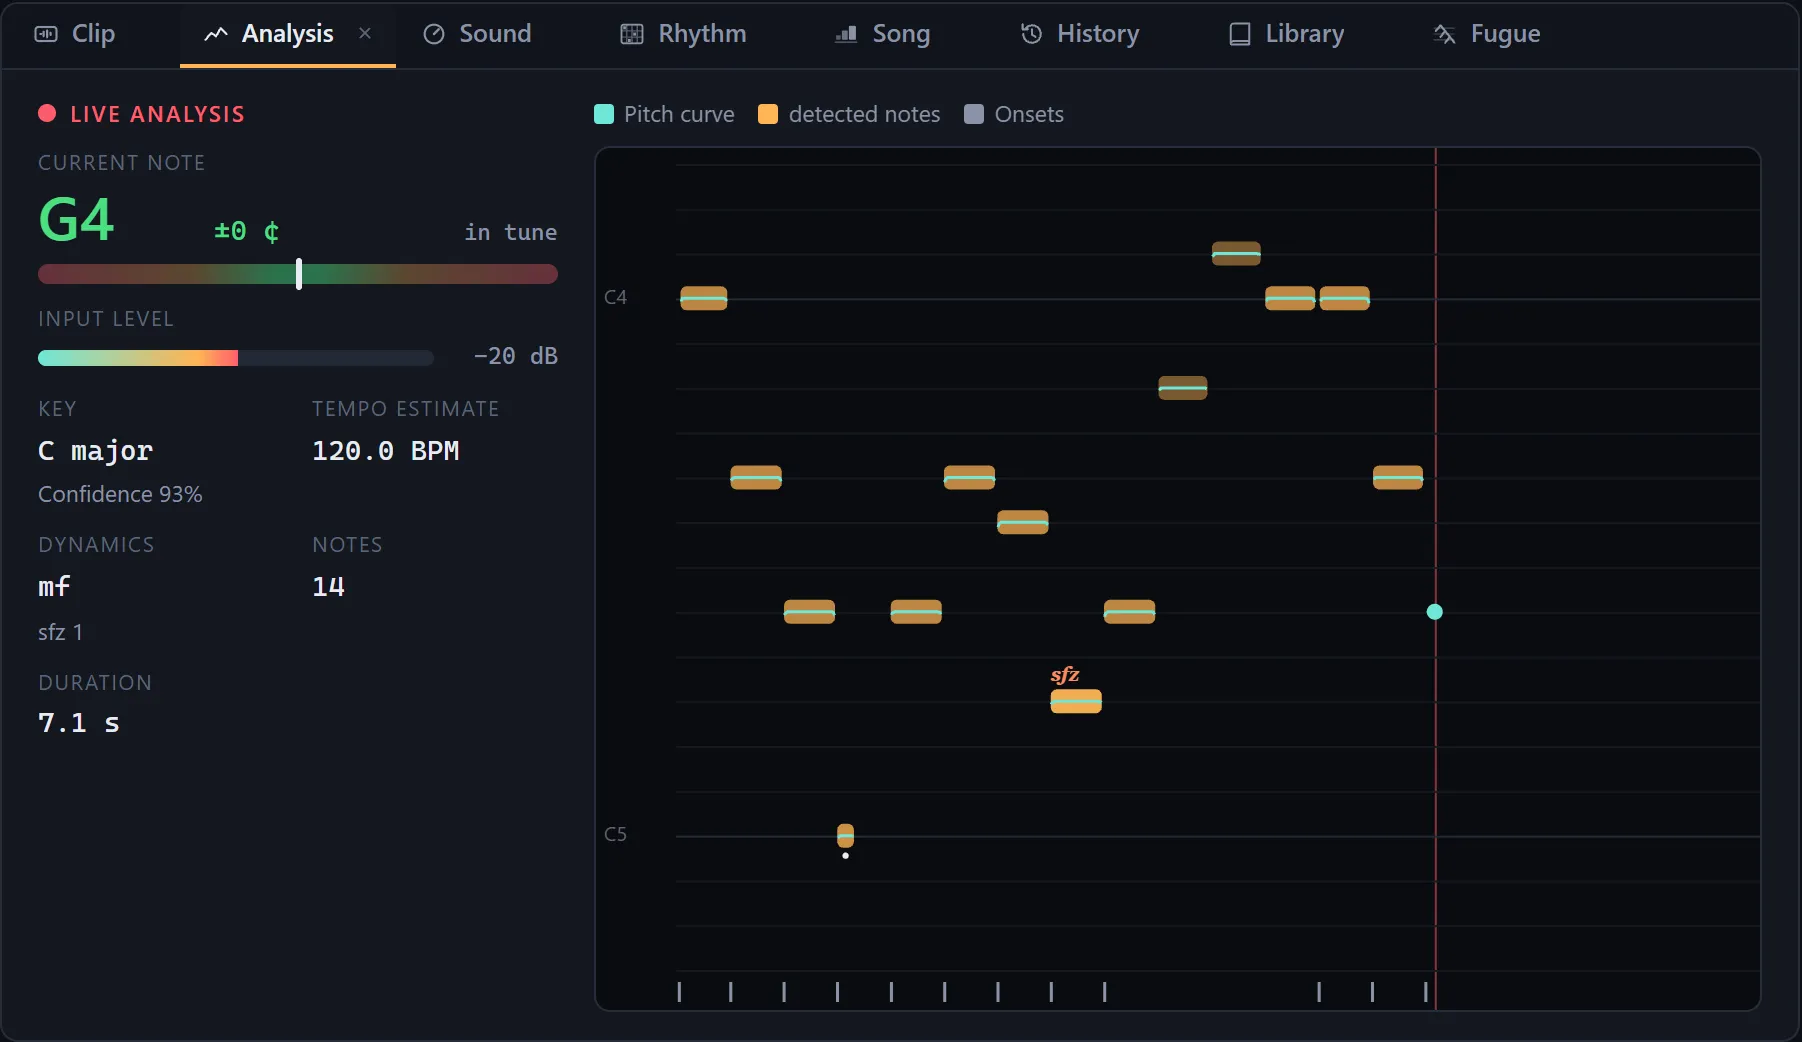 Clip
Analysis ×
Sound
Rhythm
Song
History
Library
Fugue
LIVE ANALYSIS
CURRENT NOTE
G4 ±0 ¢ in tune
INPUT LEVEL
−20 dB
KEY
C major
Confidence 93%
TEMPO ESTIMATE
120.0 BPM
DYNAMICS
mf
sfz 1
NOTES
14
DURATION
7.1 s
Pitch curve
detected notes
Onsets
C4
sfz
C5